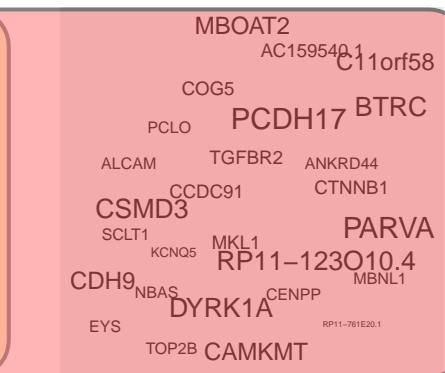 MBOAT2
AC159540.1
C11orf58
COG5
PCDH17
BTRC
PCLO
ALCAM
TGFBR2
ANKRD44
CCDC91
CTNNB1
CSMD3
PARVA
SCLT1
KCNQ5
MKL1
RP11−123O10.4
CDH9
NBAS
MBNL1
CENPP
DYRK1A
EYS
RP11−761E20.1
TOP2B
CAMKMT